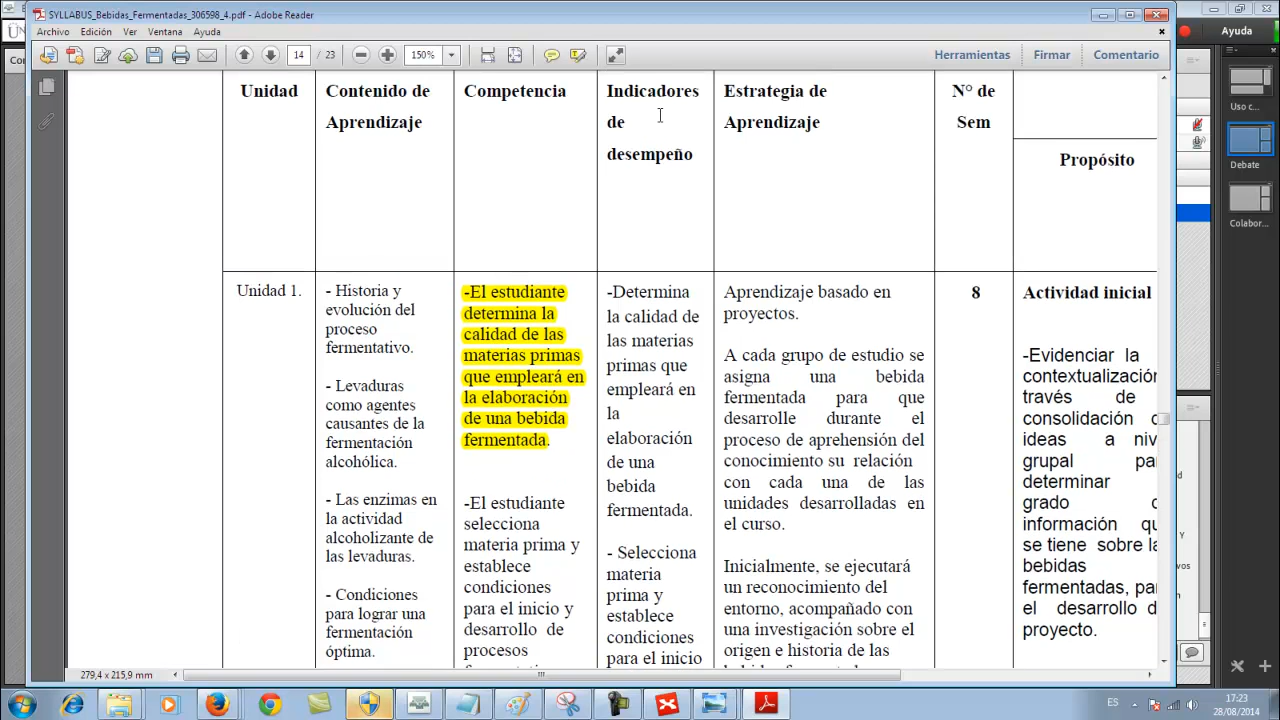 SYLLABUS_Bebidas_Fermentadas_306598_4.pdf - Adobe Reader
Archivo Edición Ver Ventana Ayuda
14 / 23 150% Herramientas Firmar Comentario
Ayuda
Uso c...
Debate
Colabor...
Unidad
Contenido de
Aprendizaje
Competencia
Indicadores
de
desempeño
Estrategia de
Aprendizaje
N° de
Sem
Propósito
Unidad 1.
- Historia y
evolución del
proceso
fermentativo.
- Levaduras
como agentes
causantes de la
fermentación
alcohólica.
- Las enzimas en
la actividad
alcoholizante de
las levaduras.
- Condiciones
para lograr una
fermentación
óptima.
-El estudiante
determina la
calidad de las
materias primas
que empleará en
la elaboración
de una bebida
fermentada.
-El estudiante
selecciona
materia prima y
establece
condiciones
para el inicio y
desarrollo de
procesos
-Determina
la calidad de
las materias
primas que
empleará en
la
elaboración
de una
bebida
fermentada.
- Selecciona
materia
prima y
establece
condiciones
para el inicio
Aprendizaje basado en
proyectos.
A cada grupo de estudio se
asigna una bebida
fermentada para que
desarrolle durante el
proceso de aprehensión del
conocimiento su relación
con cada una de las
unidades desarrolladas en
el curso.
Inicialmente, se ejecutará
un reconocimiento del
entorno, acompañado con
una investigación sobre el
origen e historia de las
8
Actividad inicial
-Evidenciar la
contextualización
través de
consolidación
ideas a niv
grupal pa
determinar
grado
información qu
se tiene sobre la
bebidas
fermentadas, par
el desarrollo d
proyecto.
279,4 x 215,9 mm
ES 17:23
28/08/2014